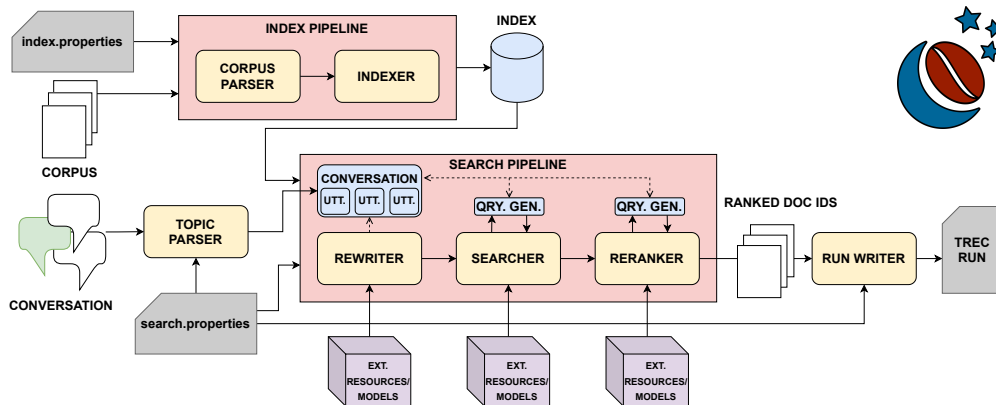 INDEX PIPELINE
INDEX
index.properties
CORPUS
PARSER
INDEXER
CORPUS
SEARCH PIPELINE
CONVERSATION
UTT. UTT. UTT.
QRY. GEN.
QRY. GEN.
RANKED DOC IDS
TOPIC
PARSER
REWRITER
SEARCHER
RERANKER
RUN WRITER
TREC
RUN
CONVERSATION
search.properties
EXT.
RESOURCES/
MODELS
EXT.
RESOURCES/
MODELS
EXT.
RESOURCES/
MODELS